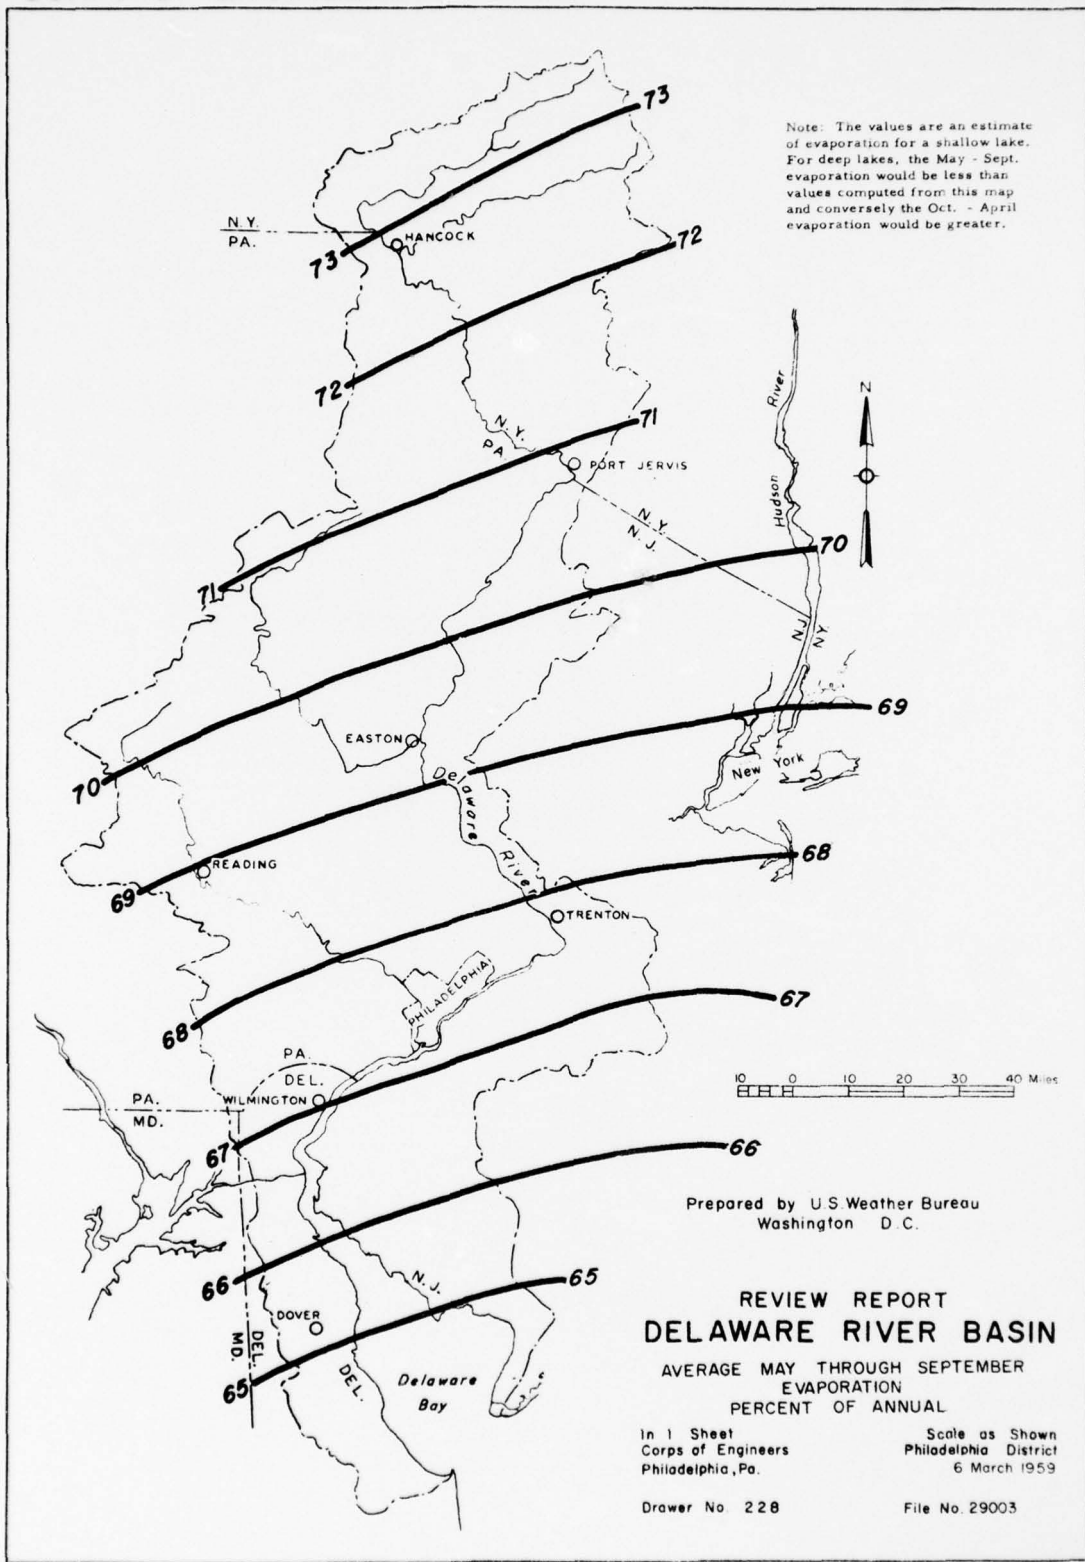 73
Note: The values are an estimate
of evaporation for a shallow lake.
For deep lakes, the May - Sept.
evaporation would be less than
values computed from this map
and conversely the Oct. - April
evaporation would be greater.
N.Y.
PA.
HANCOCK
73
72
72
River
Hudson
N
N.Y.
PA.
71
PORT JERVIS
N.Y.
N.J.
70
71
N.J.
N.Y.
69
EASTON
70
Delaware
River
New York
READING
69
68
TRENTON
PHILADELPHIA
68
67
PA.
DEL.
WILMINGTON
PA.
MD.
10 0 10 20 30 40 Miles
67
66
Prepared by U.S. Weather Bureau
Washington D.C.
66
N.J.
65
DOVER
MD.
DEL.
DEL.
65
Delaware
Bay
REVIEW REPORT
DELAWARE RIVER BASIN
AVERAGE MAY THROUGH SEPTEMBER
EVAPORATION
PERCENT OF ANNUAL
In 1 Sheet
Scale as Shown
Corps of Engineers
Philadelphia District
Philadelphia, Pa.
6 March 1959
Drawer No. 228
File No. 29003